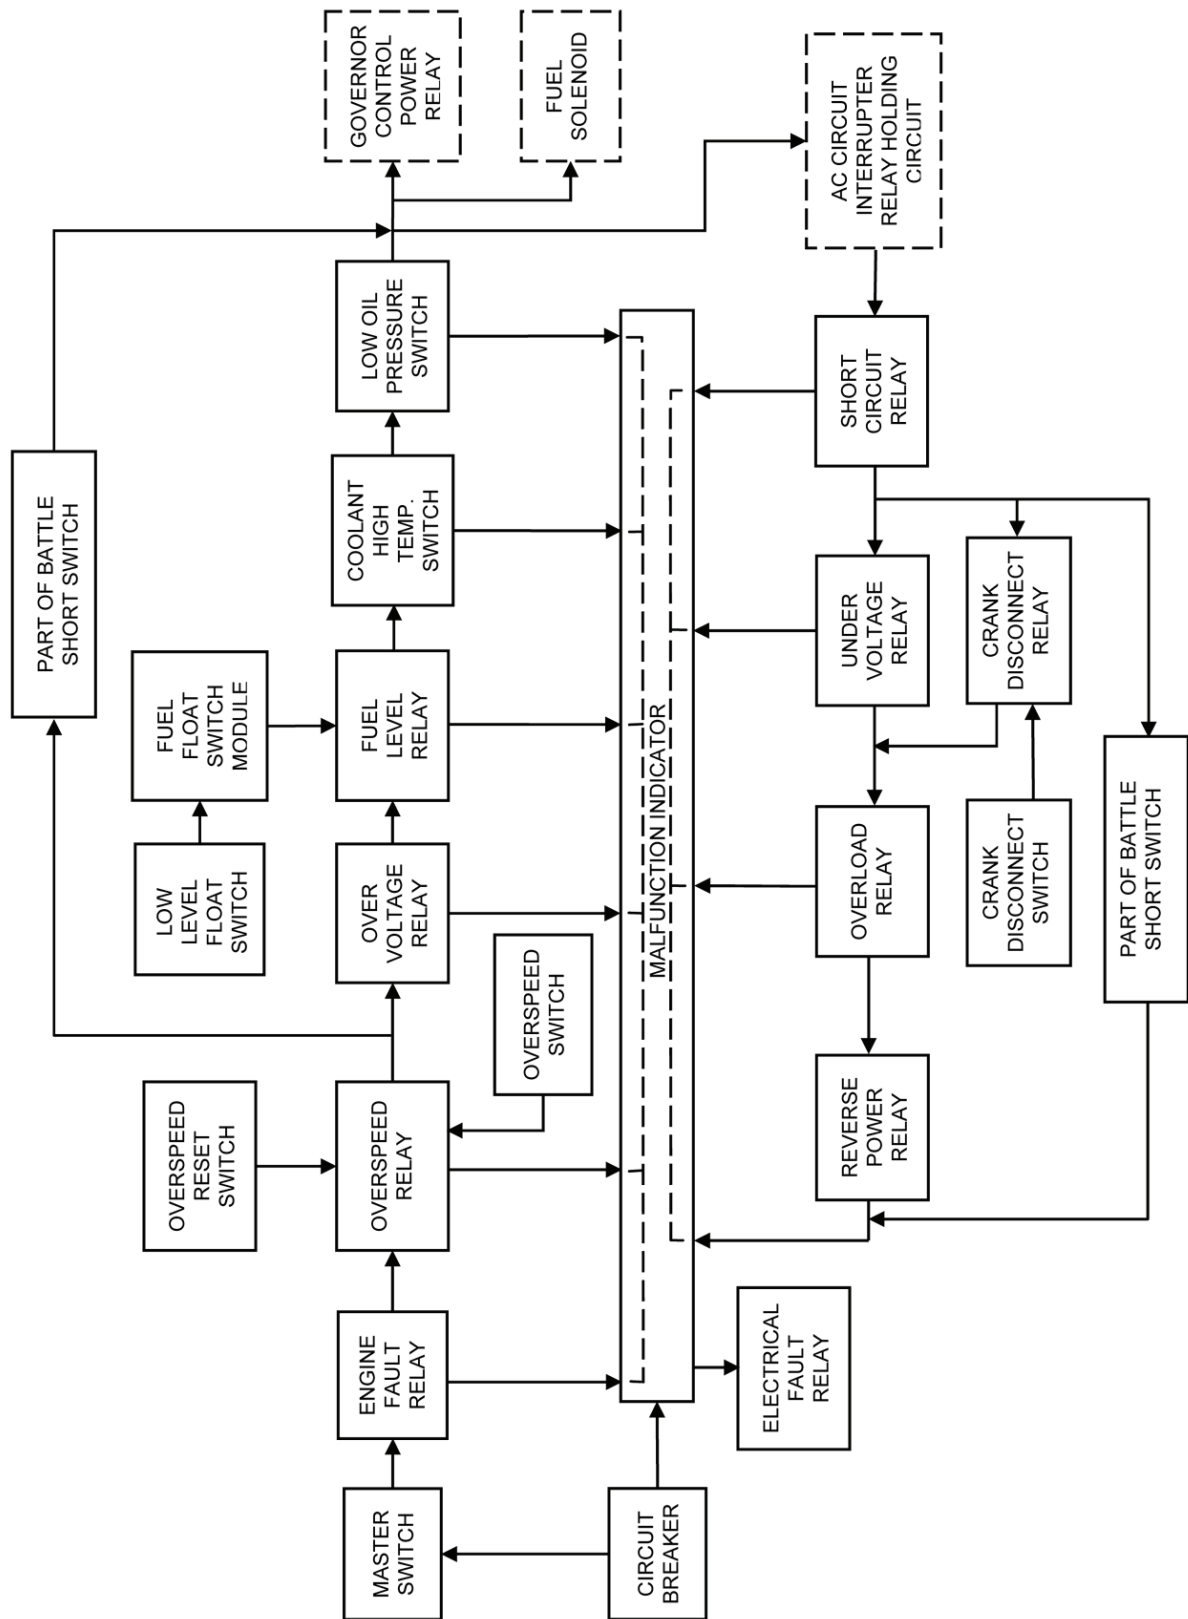 PART OF BATTLE
SHORT SWITCH
LOW
LEVEL
FLOAT
SWITCH
FUEL
FLOAT
SWITCH
MODULE
OVERSPEED
RESET
SWITCH
GOVERNOR
CONTROL
POWER
RELAY
MASTER
SWITCH
ENGINE
FAULT
RELAY
OVERSPEED
RELAY
OVER
VOLTAGE
RELAY
FUEL
LEVEL
RELAY
COOLANT
HIGH
TEMP.
SWITCH
LOW OIL
PRESSURE
SWITCH
FUEL
SOLENOID
OVERSPEED
SWITCH
CIRCUIT
BREAKER
MALFUNCTION INDICATOR
ELECTRICAL
FAULT
RELAY
REVERSE
POWER
RELAY
OVERLOAD
RELAY
UNDER
VOLTAGE
RELAY
SHORT
CIRCUIT
RELAY
AC CIRCUIT
INTERRUPTER
RELAY HOLDING
CIRCUIT
CRANK
DISCONNECT
SWITCH
CRANK
DISCONNECT
RELAY
PART OF BATTLE
SHORT SWITCH